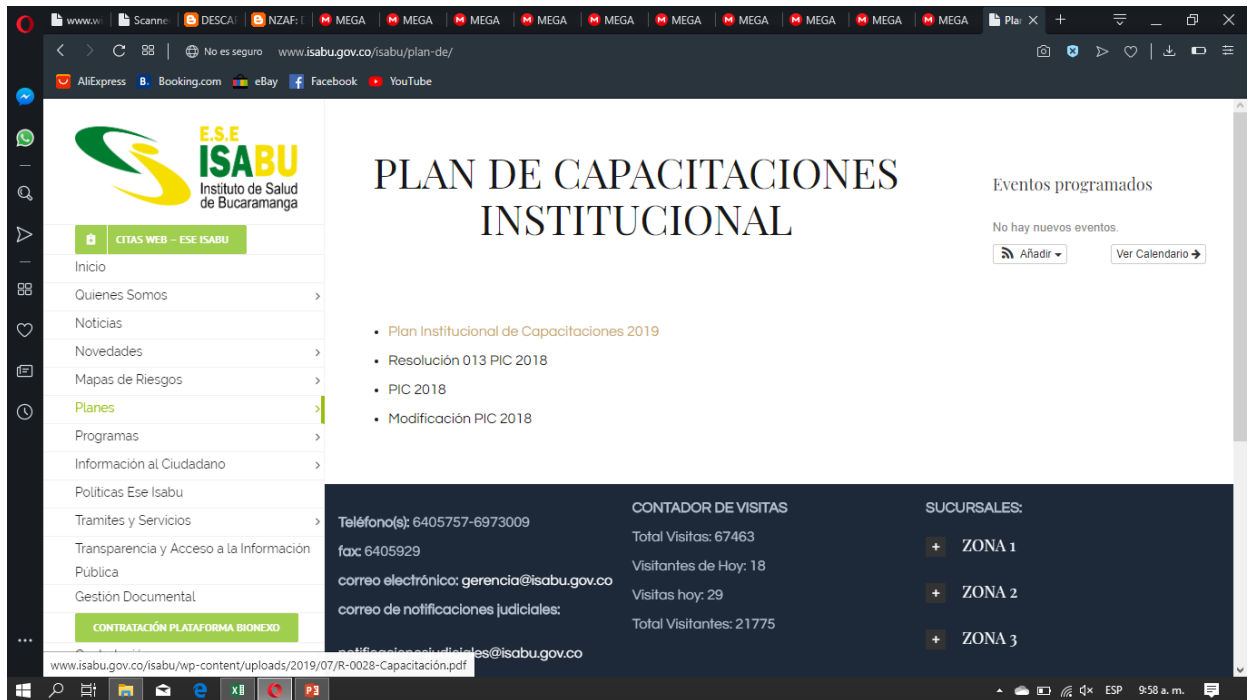 www.w
Scanne
DESCAR
NZAF: [
MEGA
MEGA
MEGA
MEGA
MEGA
MEGA
MEGA
MEGA
MEGA
MEGA
Plan
No es seguro www.isabu.gov.co/isabu/plan-de/
AliExpress
B. Booking.com
eBay
Facebook
YouTube
E.S.E
ISABU
Instituto de Salud
de Bucaramanga
CITAS WEB – ESE ISABU
Inicio
Quienes Somos
Noticias
Novedades
Mapas de Riesgos
Planes
Programas
Información al Ciudadano
Políticas Ese Isabu
Tramites y Servicios
Transparencia y Acceso a la Información
Pública
Gestión Documental
CONTRATACIÓN PLATAFORMA BIONEXO
PLAN DE CAPACITACIONES
INSTITUCIONAL
• Plan Institucional de Capacitaciones 2019
• Resolución 013 PIC 2018
• PIC 2018
• Modificación PIC 2018
Eventos programados
No hay nuevos eventos.
Añadir
Ver Calendario
Teléfono(s): 6405757-6973009
fax: 6405929
correo electrónico: gerencia@isabu.gov.co
correo de notificaciones judiciales:
notificacionesjudiciales@isabu.gov.co
CONTADOR DE VISITAS
Total Visitas: 67463
Visitantes de Hoy: 18
Visitas hoy: 29
Total Visitantes: 21775
SUCURSALES:
+ ZONA 1
+ ZONA 2
+ ZONA 3
www.isabu.gov.co/isabu/wp-content/uploads/2019/07/R-0028-Capacitación.pdf
ESP
9:58 a. m.